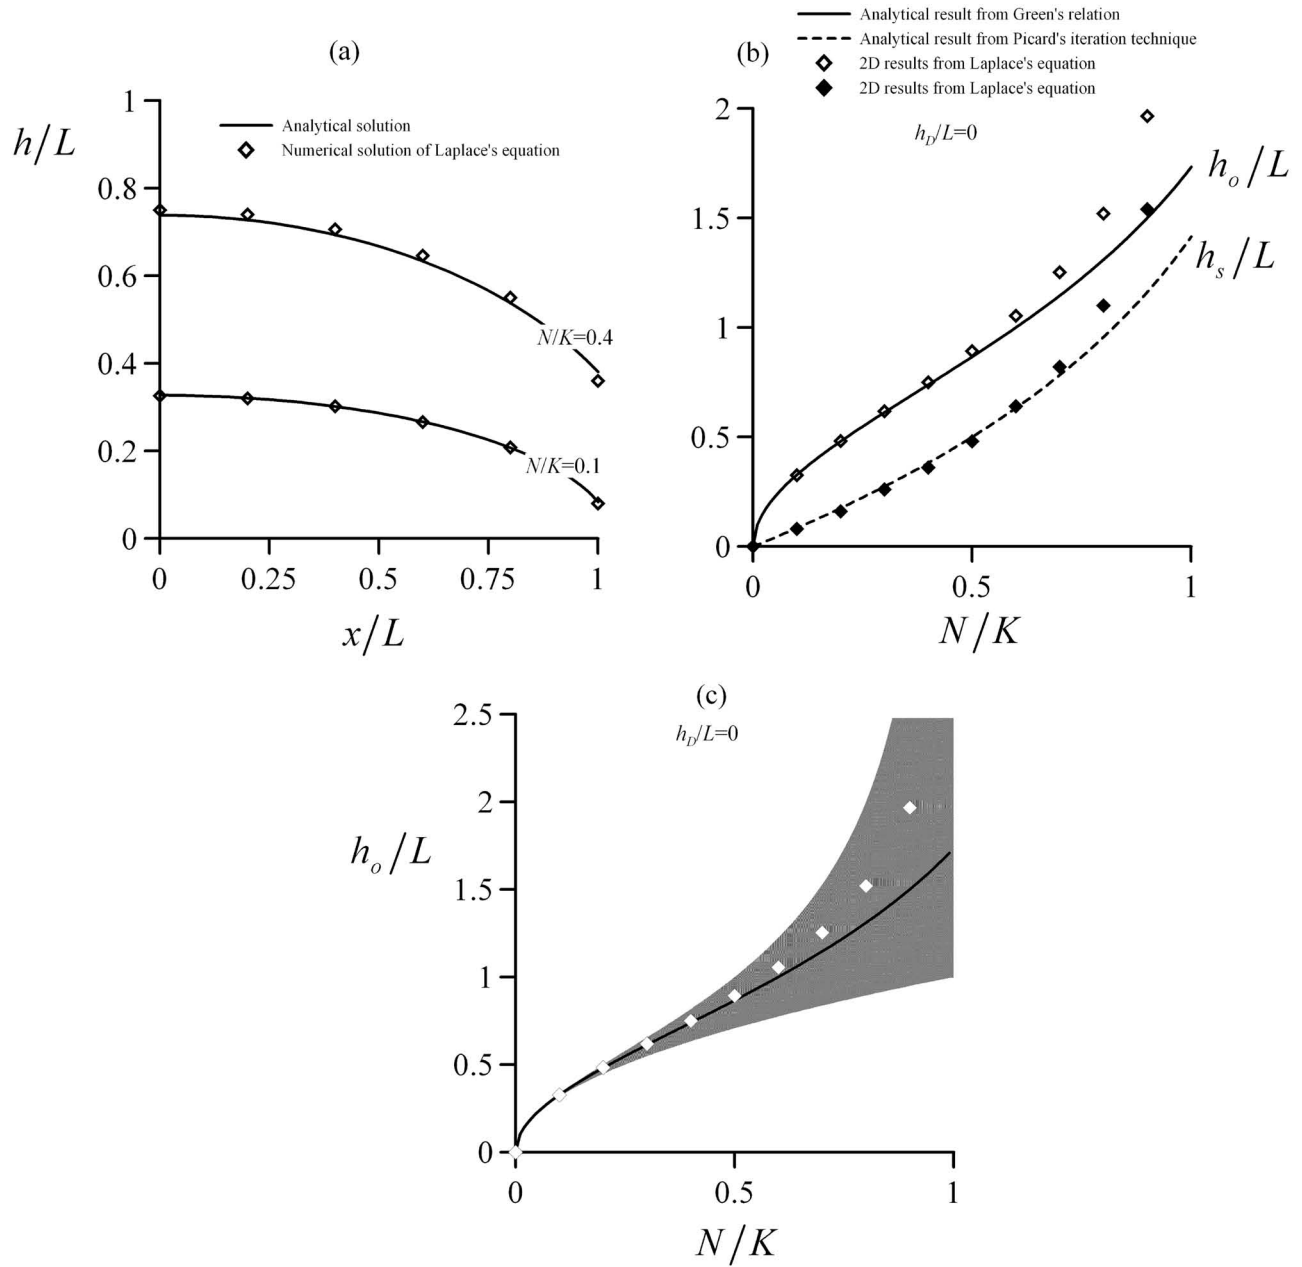 (a)
h/L
Analytical solution
Numerical solution of Laplace's equation
1
0.8
0.6
0.4
0.2
0
N/K=0.4
N/K=0.1
0 0.25 0.5 0.75 1
x/L
(b)
Analytical result from Green's relation
Analytical result from Picard's iteration technique
2D results from Laplace's equation
2D results from Laplace's equation
h_D/L=0
2
1.5
1
0.5
0
h_o/L
h_s/L
0 0.5 1
N/K
(c)
h_D/L=0
h_o/L
2.5
2
1.5
1
0.5
0
0 0.5 1
N/K